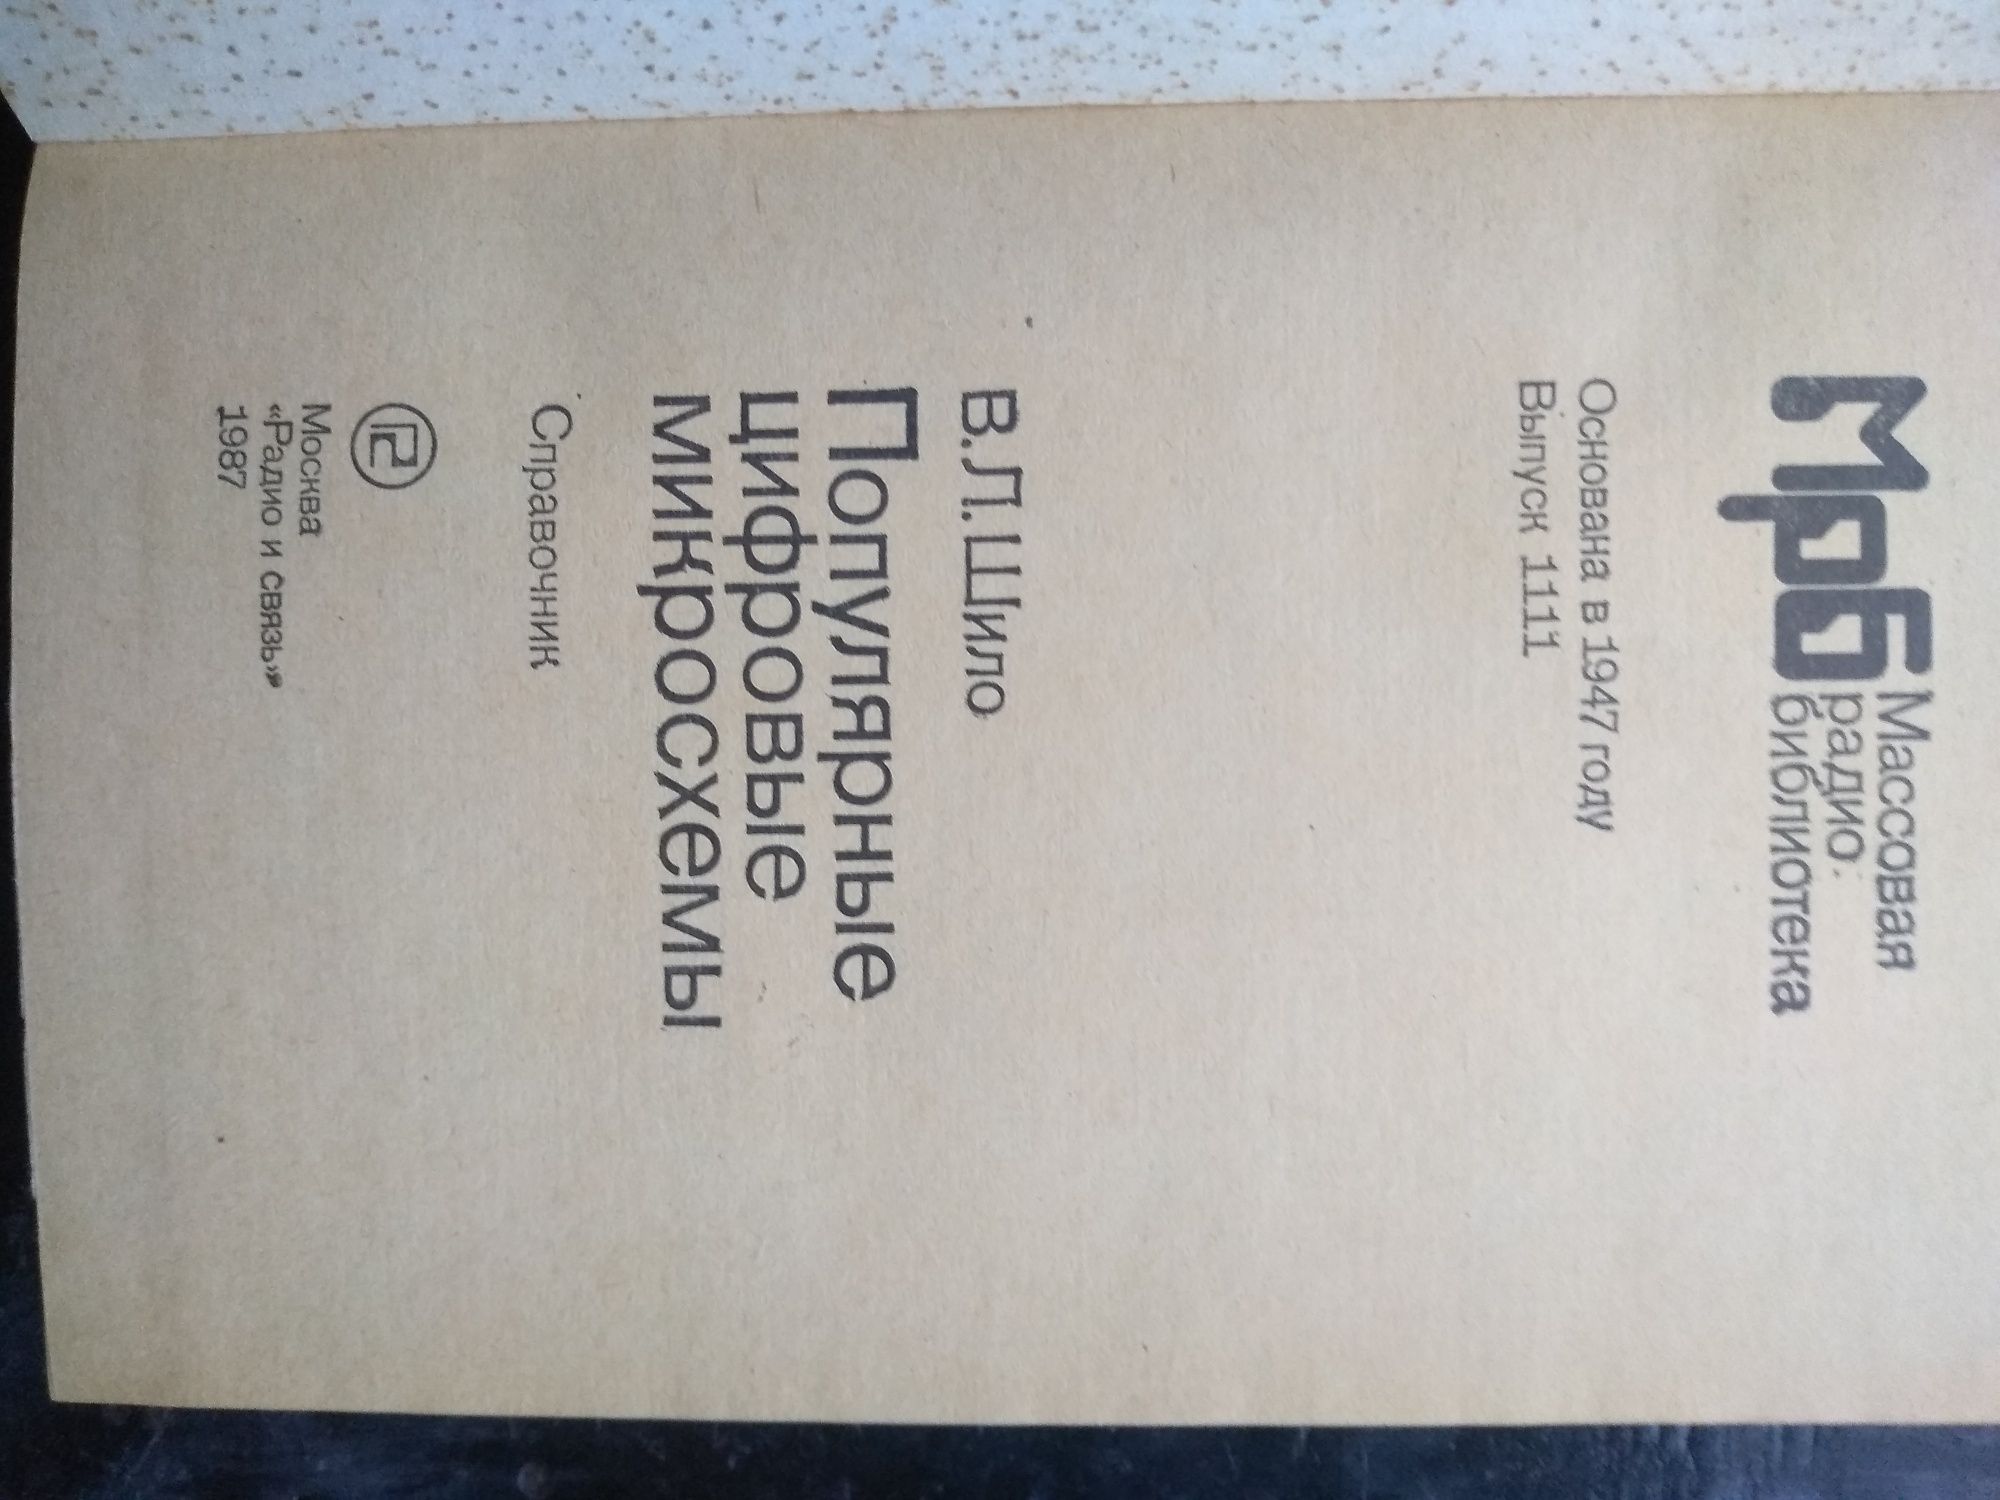 Мрб
Массовая
радио
библиотека
Основана в 1947 году
Выпуск 1111
В.Л. Шило
Популярные
цифровые
микросхемы
Справочник
Москва
«Радио и связь»
1987